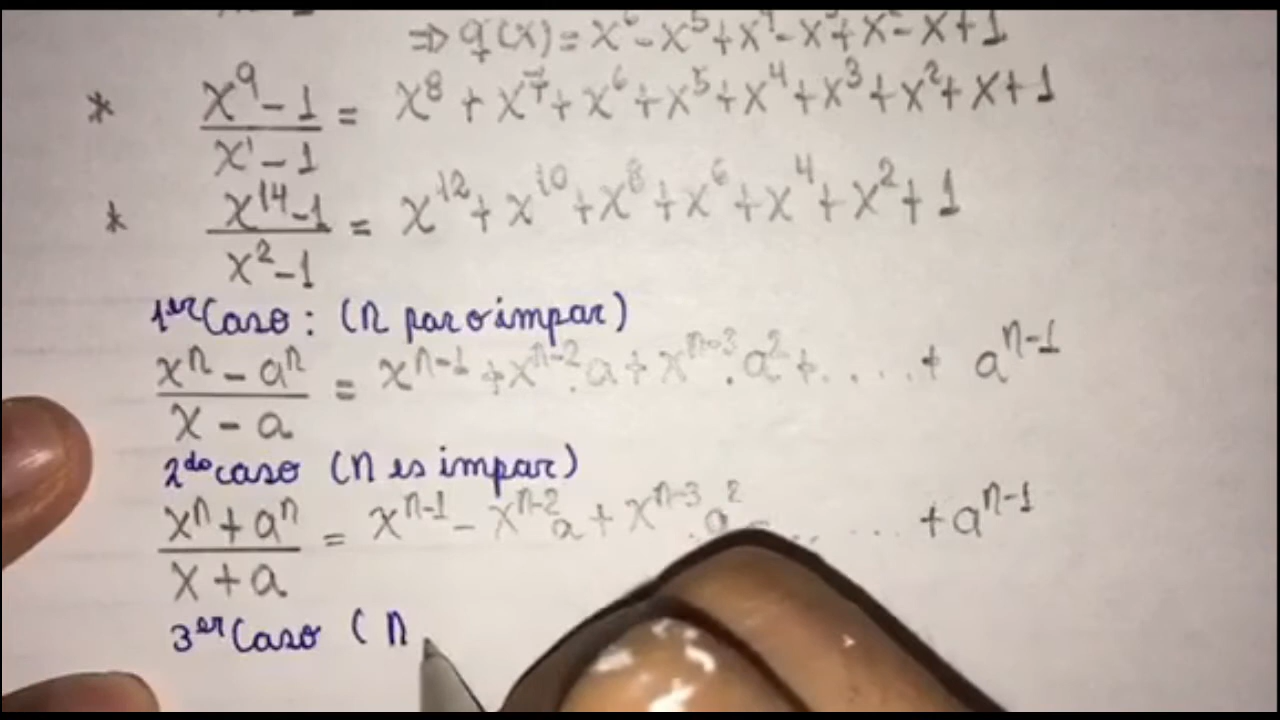 ⇒ q(x) = x⁶ - x⁵ + x⁴ - x³ + x² - x + 1
* x⁹ - 1 / x¹ - 1 = x⁸ + x⁷ + x⁶ + x⁵ + x⁴ + x³ + x² + x + 1
* x¹⁴ - 1 / x² - 1 = x¹² + x¹⁰ + x⁸ + x⁶ + x⁴ + x² + 1
1er Caso: (n par o impar)
xⁿ - aⁿ / x - a = xⁿ⁻¹ + xⁿ⁻².a + xⁿ⁻³.a² + .... + aⁿ⁻¹
2do caso (n es impar)
xⁿ + aⁿ / x + a = xⁿ⁻¹ - xⁿ⁻²a + xⁿ⁻³.a² - ..... + aⁿ⁻¹
3er Caso (n